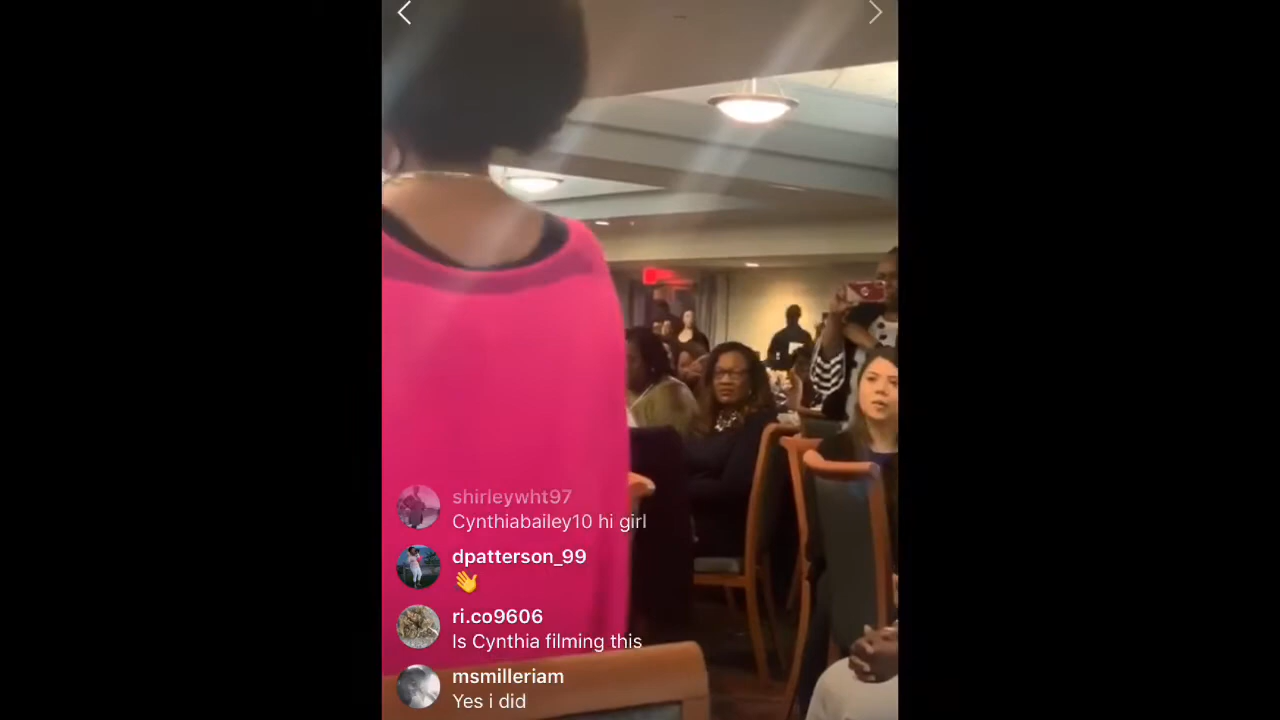 shirleywht97
Cynthiabailey10 hi girl
dpatterson_99
👋
ri.co9606
Is Cynthia filming this
msmilleriam
Yes i did